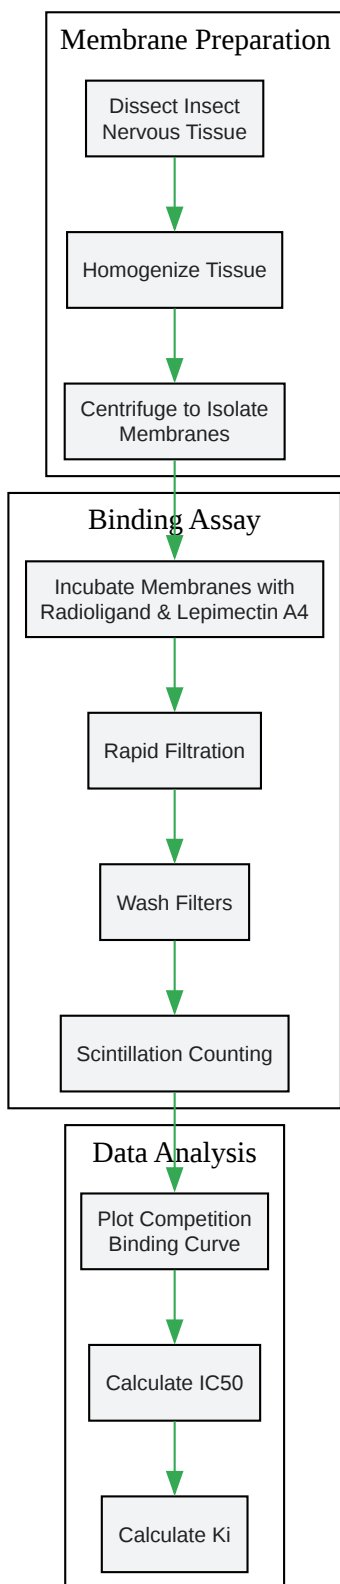 Membrane Preparation
Dissect Insect
Nervous Tissue
Homogenize Tissue
Centrifuge to Isolate
Membranes
Binding Assay
Incubate Membranes with
Radioligand & Lepimectin A4
Rapid Filtration
Wash Filters
Scintillation Counting
Data Analysis
Plot Competition
Binding Curve
Calculate IC50
Calculate Ki